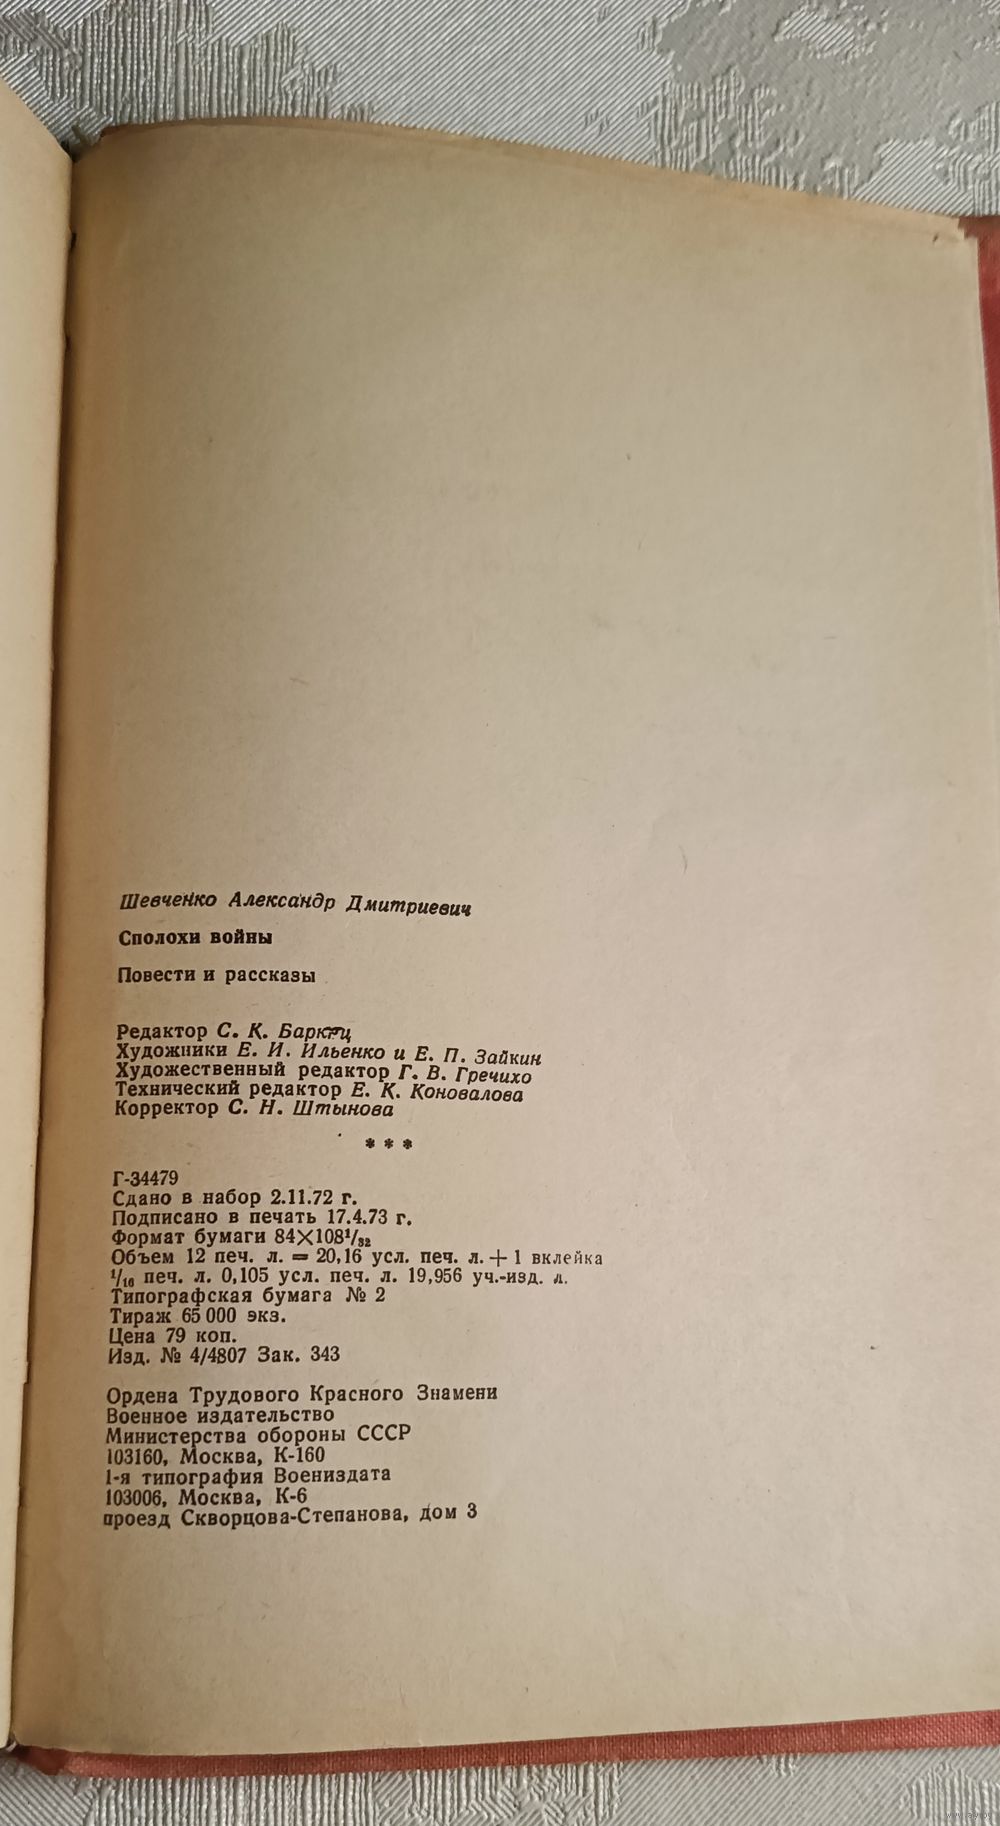 Шевченко Александр Дмитриевич
Сполохи войны
Повести и рассказы
Редактор С. К.
Художники Е. И. Ильенко и Е. П. Зайкин
Художественный редактор Г. В. Гречихо
Технический редактор Е. К. Коновалова
Корректор С. Н. Штынова
* * *
Г-34479
Сдано в набор 2.11.72 г.
Подписано в печать 17.4.73 г.
Формат бумаги 84×108¹/₃₂
Объем 12 печ. л. = 20,16 усл. печ. л. + 1 вклейка
¹/₁₆ печ. л. 0,105 усл. печ. л. 19,956 уч.-изд. л.
Типографская бумага № 2
Тираж 65 000 экз.
Цена 79 коп.
Изд. № 4/4807 Зак. 343
Ордена Трудового Красного Знамени
Военное издательство
Министерства обороны СССР
103160, Москва, К-160
1-я типография Воениздата
103006, Москва, К-6
проезд Скворцова-Степанова, дом 3